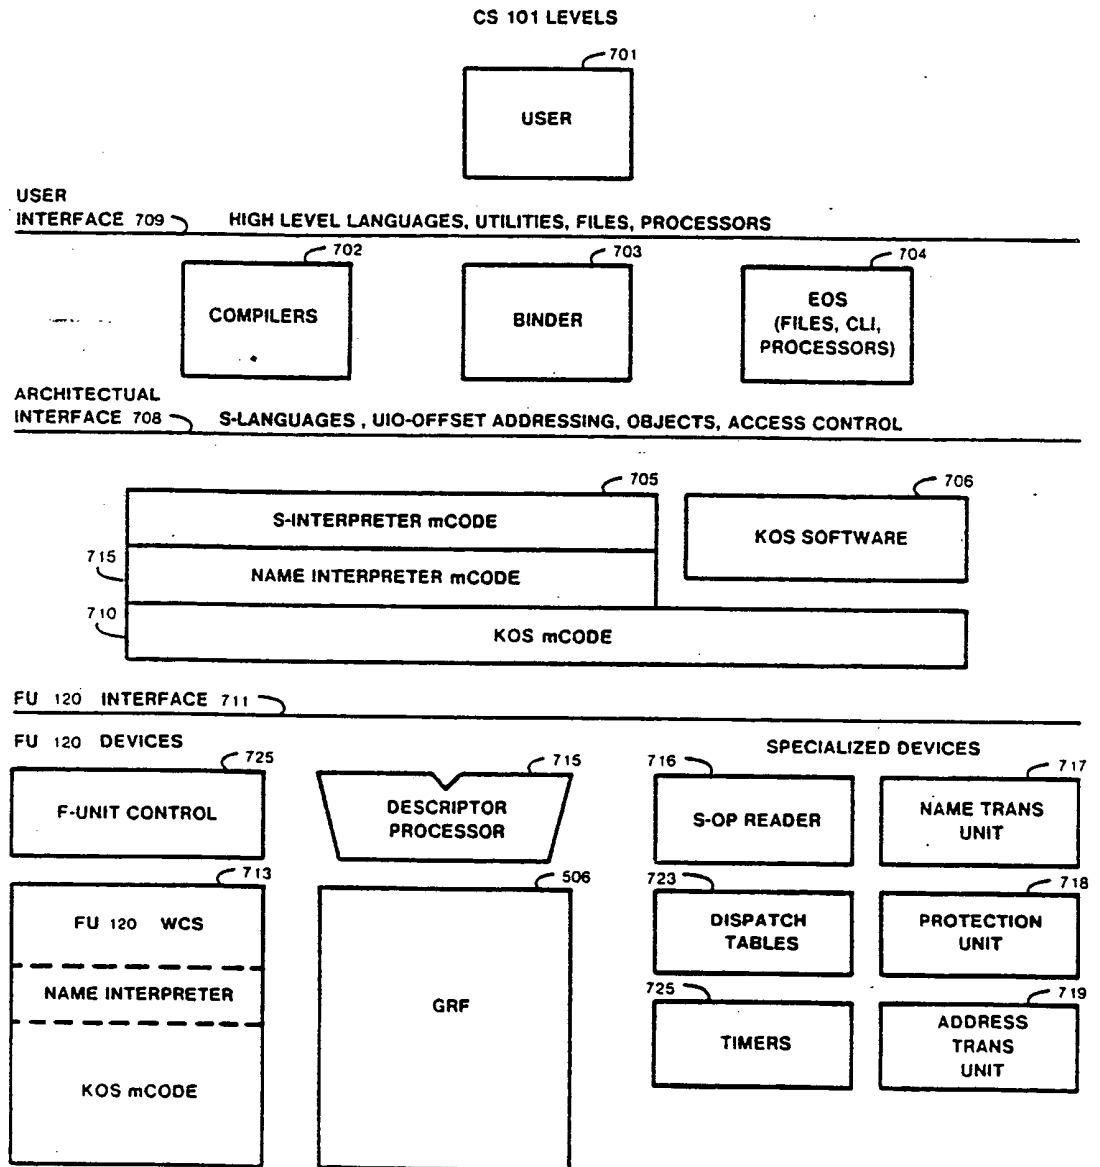 CS 101 LEVELS
701
USER
USER
INTERFACE 709 HIGH LEVEL LANGUAGES, UTILITIES, FILES, PROCESSORS
702
703
704
COMPILERS
BINDER
EOS
(FILES, CLI,
PROCESSORS)
ARCHITECTUAL
INTERFACE 708 S-LANGUAGES , UIO-OFFSET ADDRESSING, OBJECTS, ACCESS CONTROL
705
706
S-INTERPRETER mCODE
KOS SOFTWARE
715
NAME INTERPRETER mCODE
710
KOS mCODE
FU 120 INTERFACE 711
FU 120 DEVICES
SPECIALIZED DEVICES
725
715
716
717
F-UNIT CONTROL
DESCRIPTOR
PROCESSOR
S-OP READER
NAME TRANS
UNIT
713
506
723
718
FU 120 WCS
DISPATCH
TABLES
PROTECTION
UNIT
NAME INTERPRETER
GRF
725
719
TIMERS
ADDRESS
TRANS
UNIT
KOS mCODE